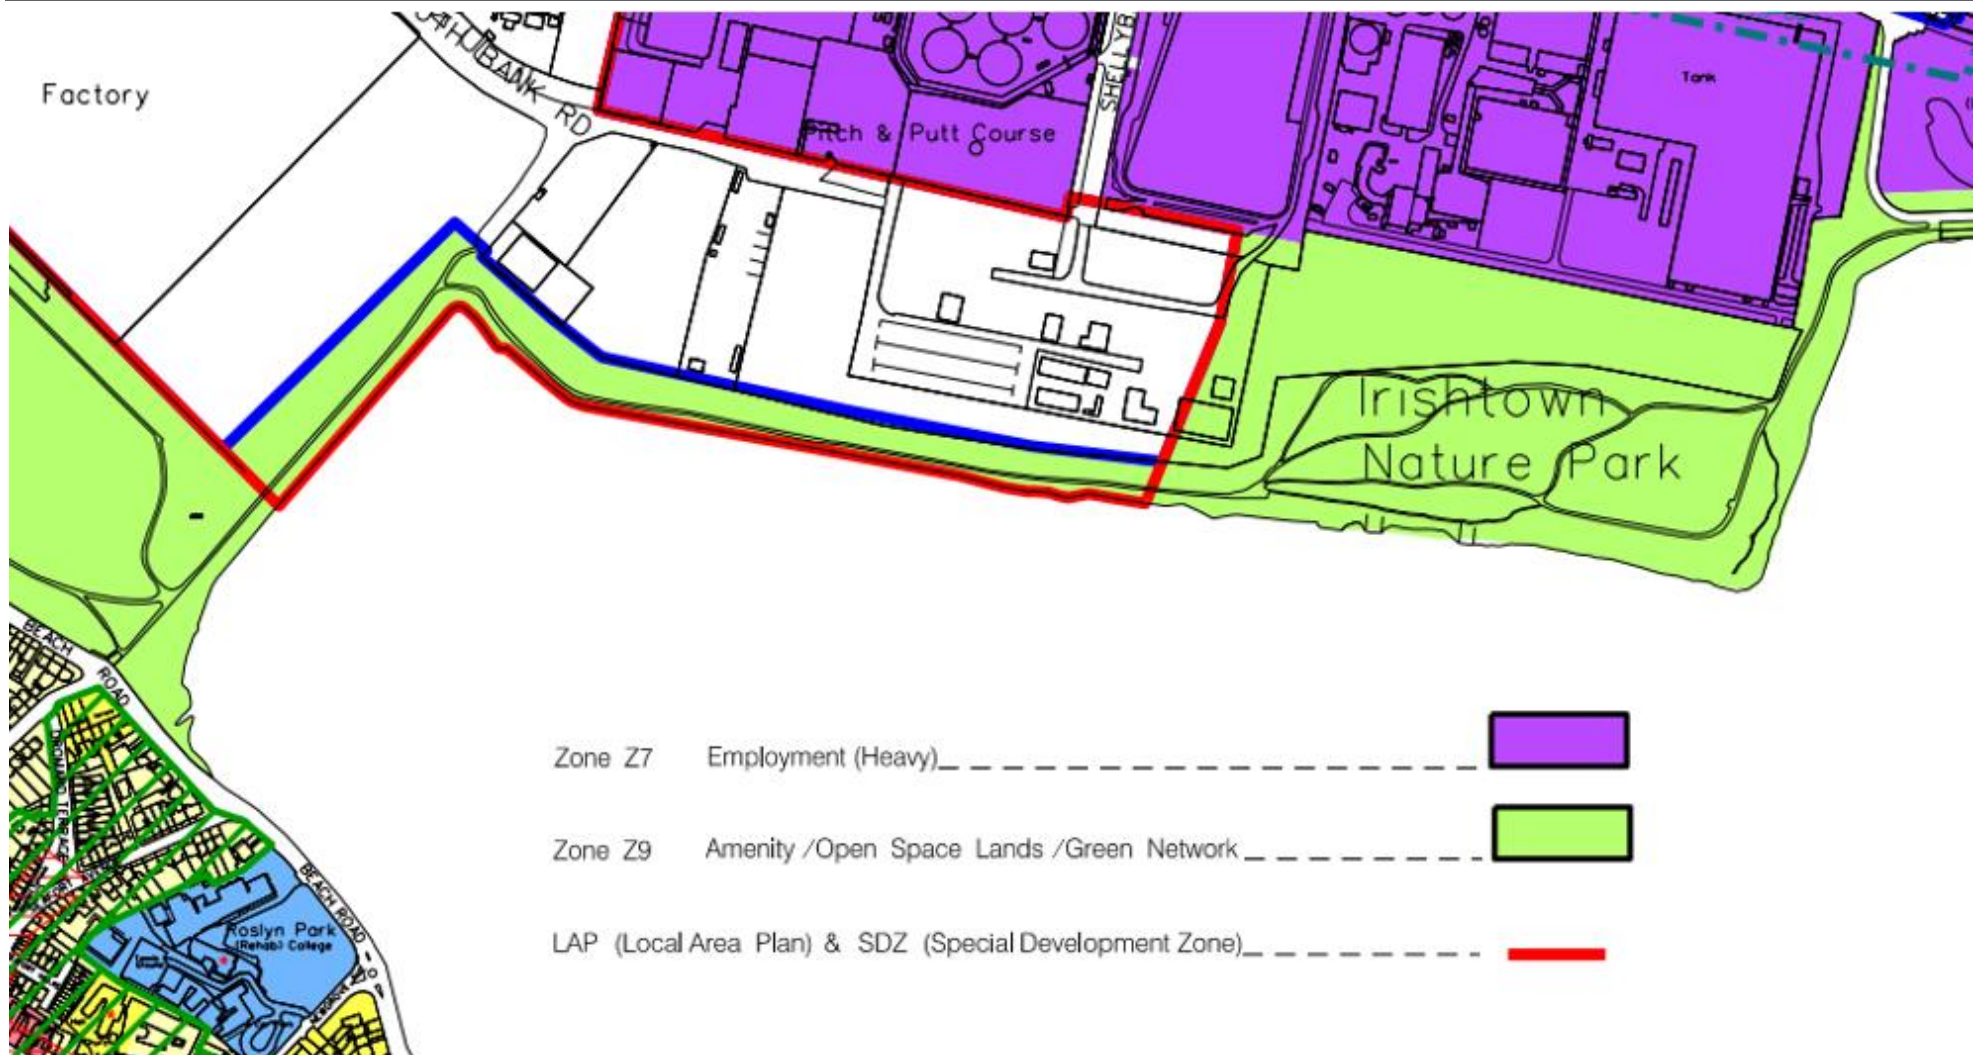 Factory
BANK RD
Pitch & Putt Course
Tank
Irishtown
Nature Park
BEACH
ROAD
Zone Z7 Employment (Heavy)
Zone Z9 Amenity /Open Space Lands /Green Network
LAP (Local Area Plan) & SDZ (Special Development Zone)
BEACH ROAD
Roslyn Park
(Rehab) College